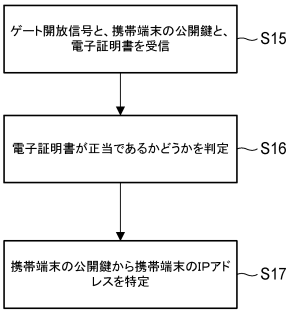 ゲート開放信号と、携帯端末の公開鍵と、
電子証明書を受信
S15
電子証明書が正当であるかどうかを判定
S16
携帯端末の公開鍵から携帯端末のIPアド
レスを特定
S17